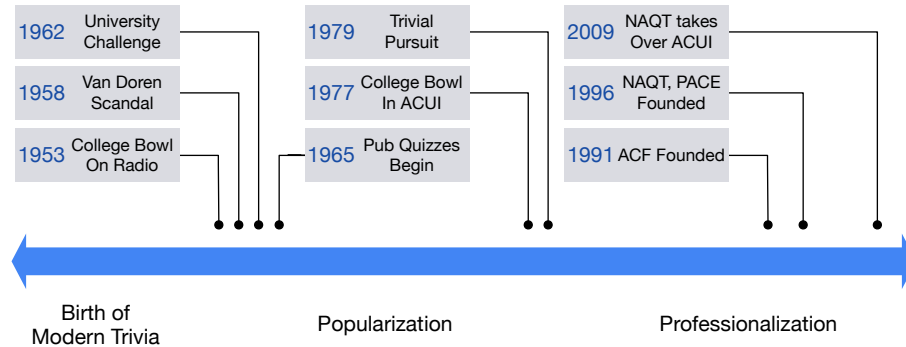 1962 University
Challenge
1958 Van Doren
Scandal
1953 College Bowl
On Radio
1979 Trivial
Pursuit
1977 College Bowl
In ACUI
1965 Pub Quizzes
Begin
2009 NAQT takes
Over ACUI
1996 NAQT, PACE
Founded
1991 ACF Founded
Birth of
Modern Trivia
Popularization
Professionalization